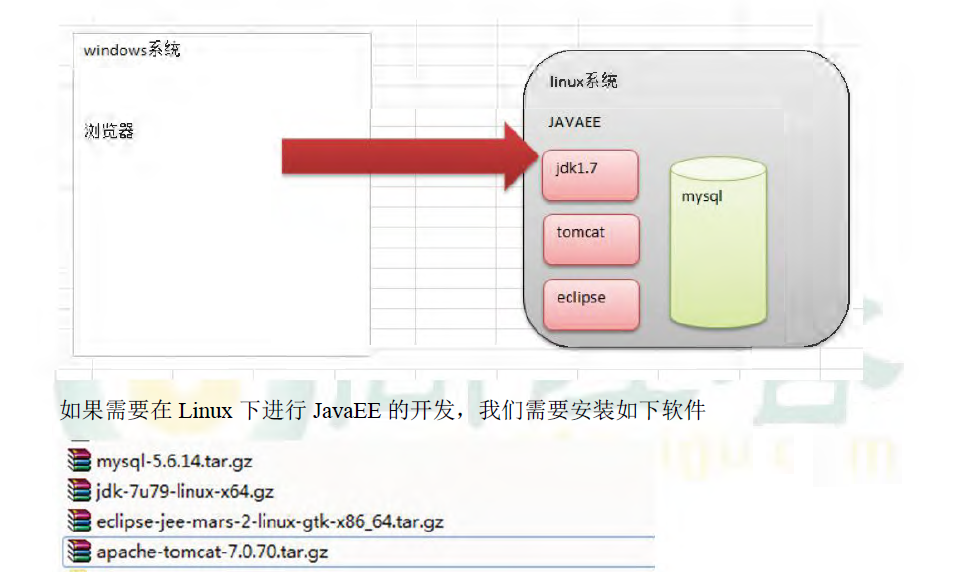 windows系统
浏览器
linux系统
JAVAEE
jdk1.7
tomcat
eclipse
mysql
如果需要在 Linux 下进行 JavaEE 的开发，我们需要安装如下软件
mysql-5.6.14.tar.gz
jdk-7u79-linux-x64.gz
eclipse-jee-mars-2-linux-gtk-x86_64.tar.gz
apache-tomcat-7.0.70.tar.gz